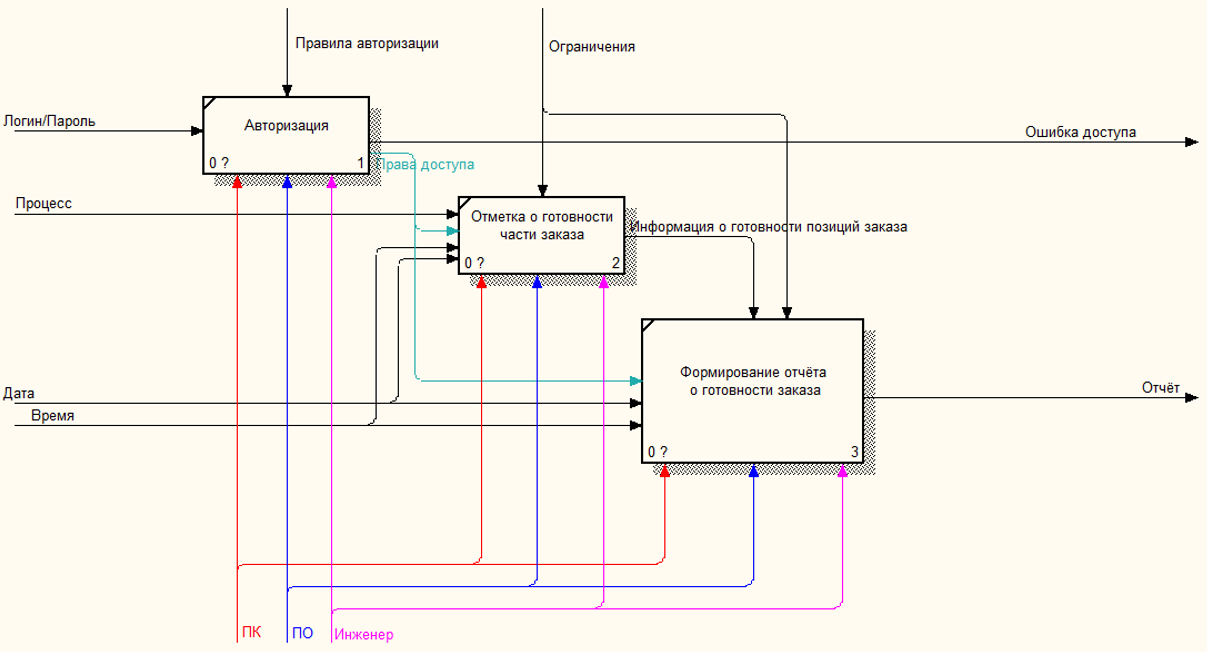 Правила авторизации
Ограничения
Логин/Пароль
Авторизация
0 ?
1
Ошибка доступа
Права доступа
Процесс
Отметка о готовности
части заказа
0 ?
2
Информация о готовности позиций заказа
Формирование отчёта
о готовности заказа
0 ?
3
Дата
Время
Отчёт
ПК
ПО
Инженер